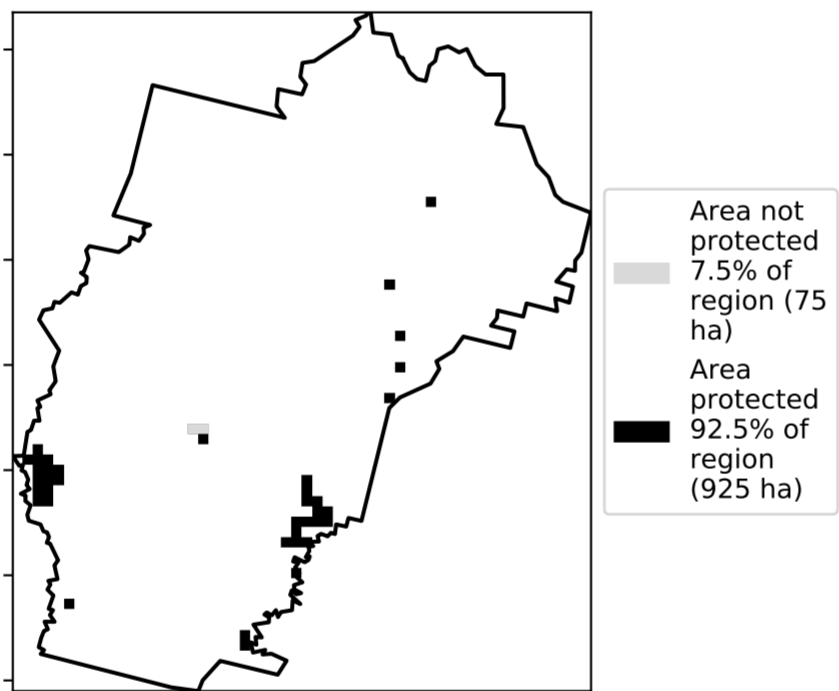 Area not
protected
7.5% of
region (75
ha)
Area
protected
92.5% of
region
(925 ha)